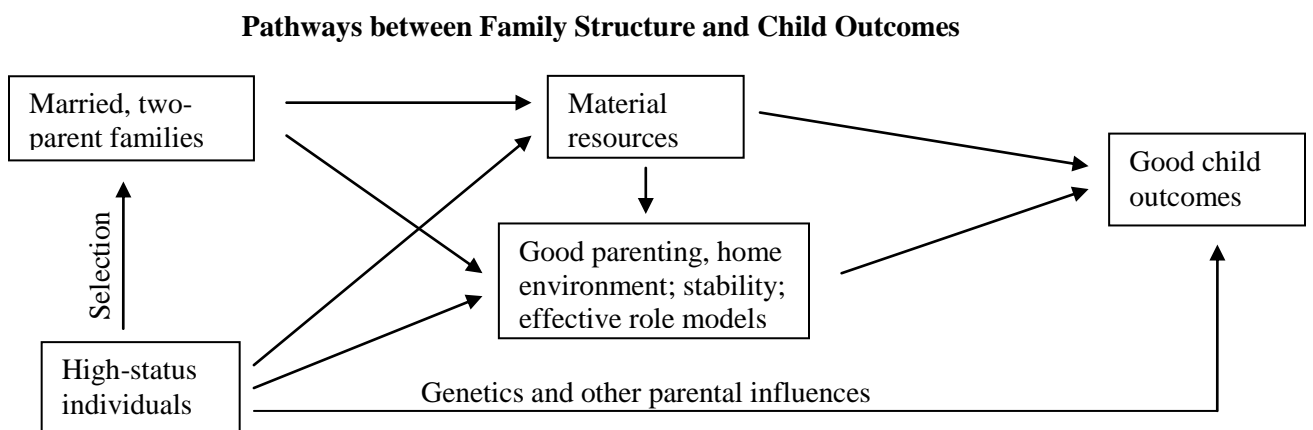 Pathways between Family Structure and Child Outcomes
Married, two-
parent families
Material
resources
Good child
outcomes
Selection
Good parenting, home
environment; stability;
effective role models
High-status
individuals
Genetics and other parental influences